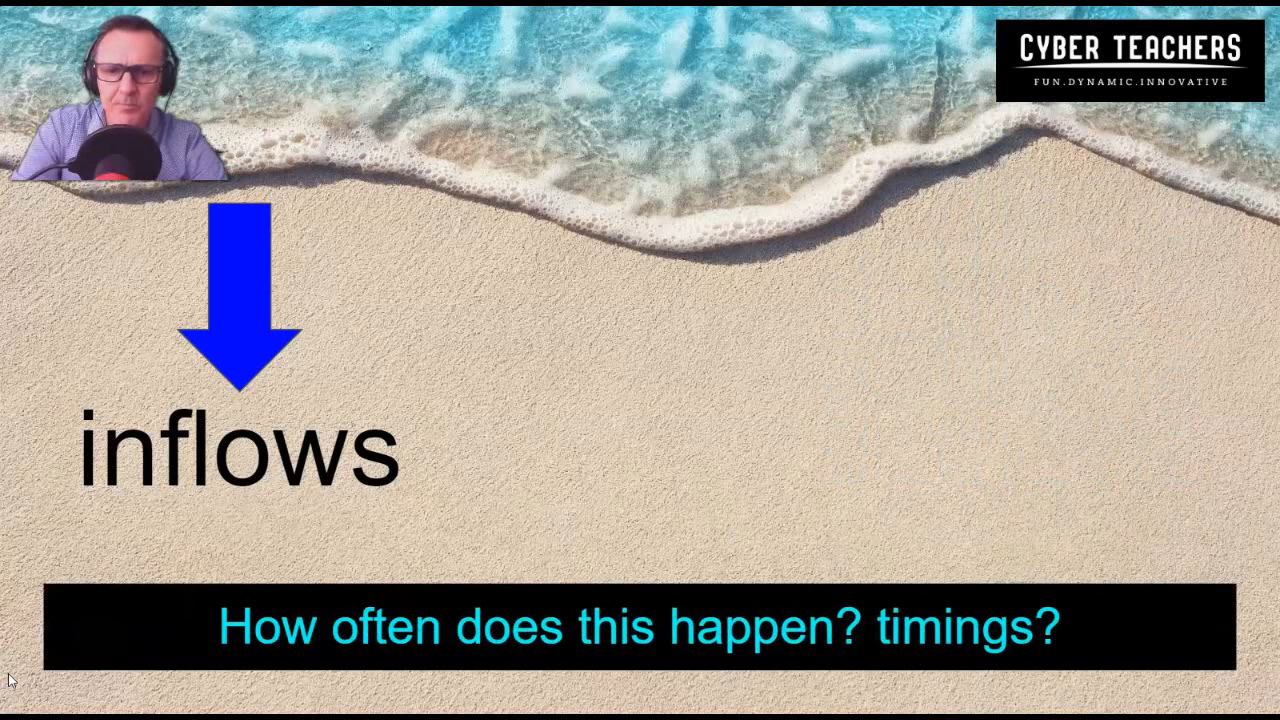 CYBER TEACHERS
FUN.DYNAMIC.INNOVATIVE
inflows
How often does this happen? timings?